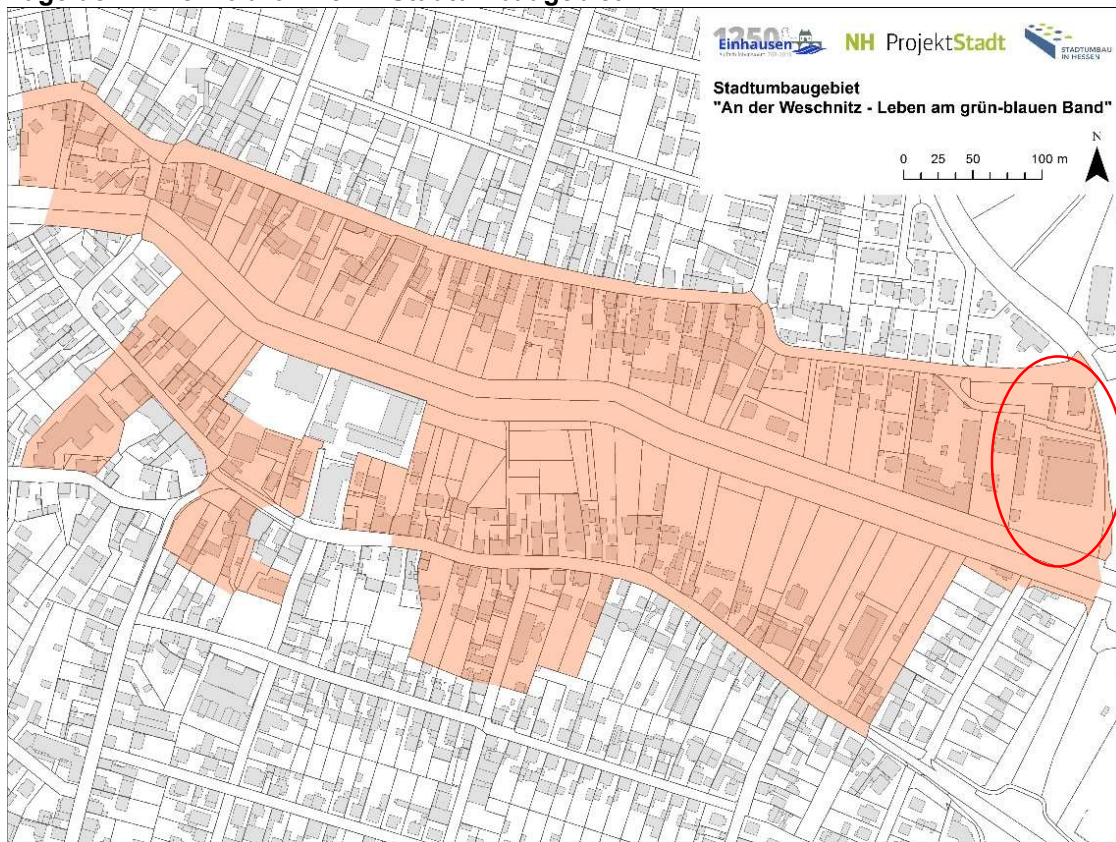 1250
Einhausen
NH ProjektStadt
STADTUMBAU
IN HESSEN
Stadtumbaugebiet
"An der Weschnitz - Leben am grün-blauen Band"
N
0 25 50 100 m